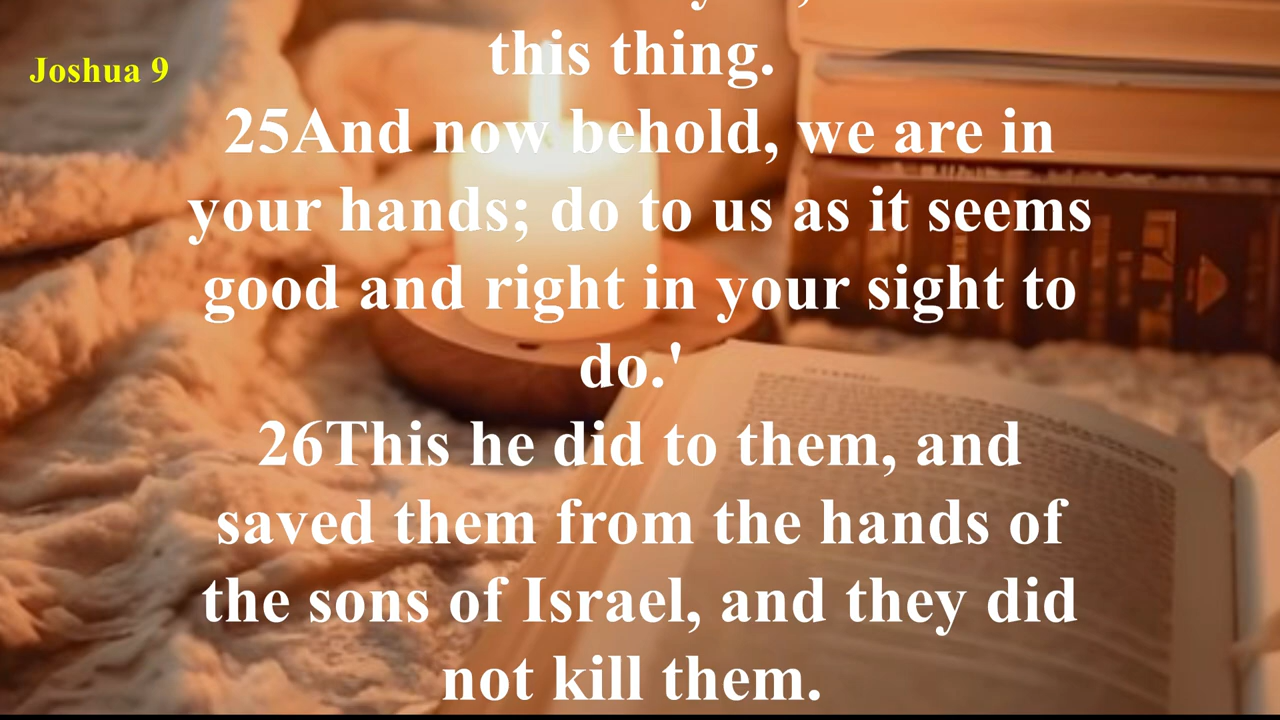 Joshua 9
this thing.
25And now behold, we are in
your hands; do to us as it seems
good and right in your sight to
do.'
26This he did to them, and
saved them from the hands of
the sons of Israel, and they did
not kill them.